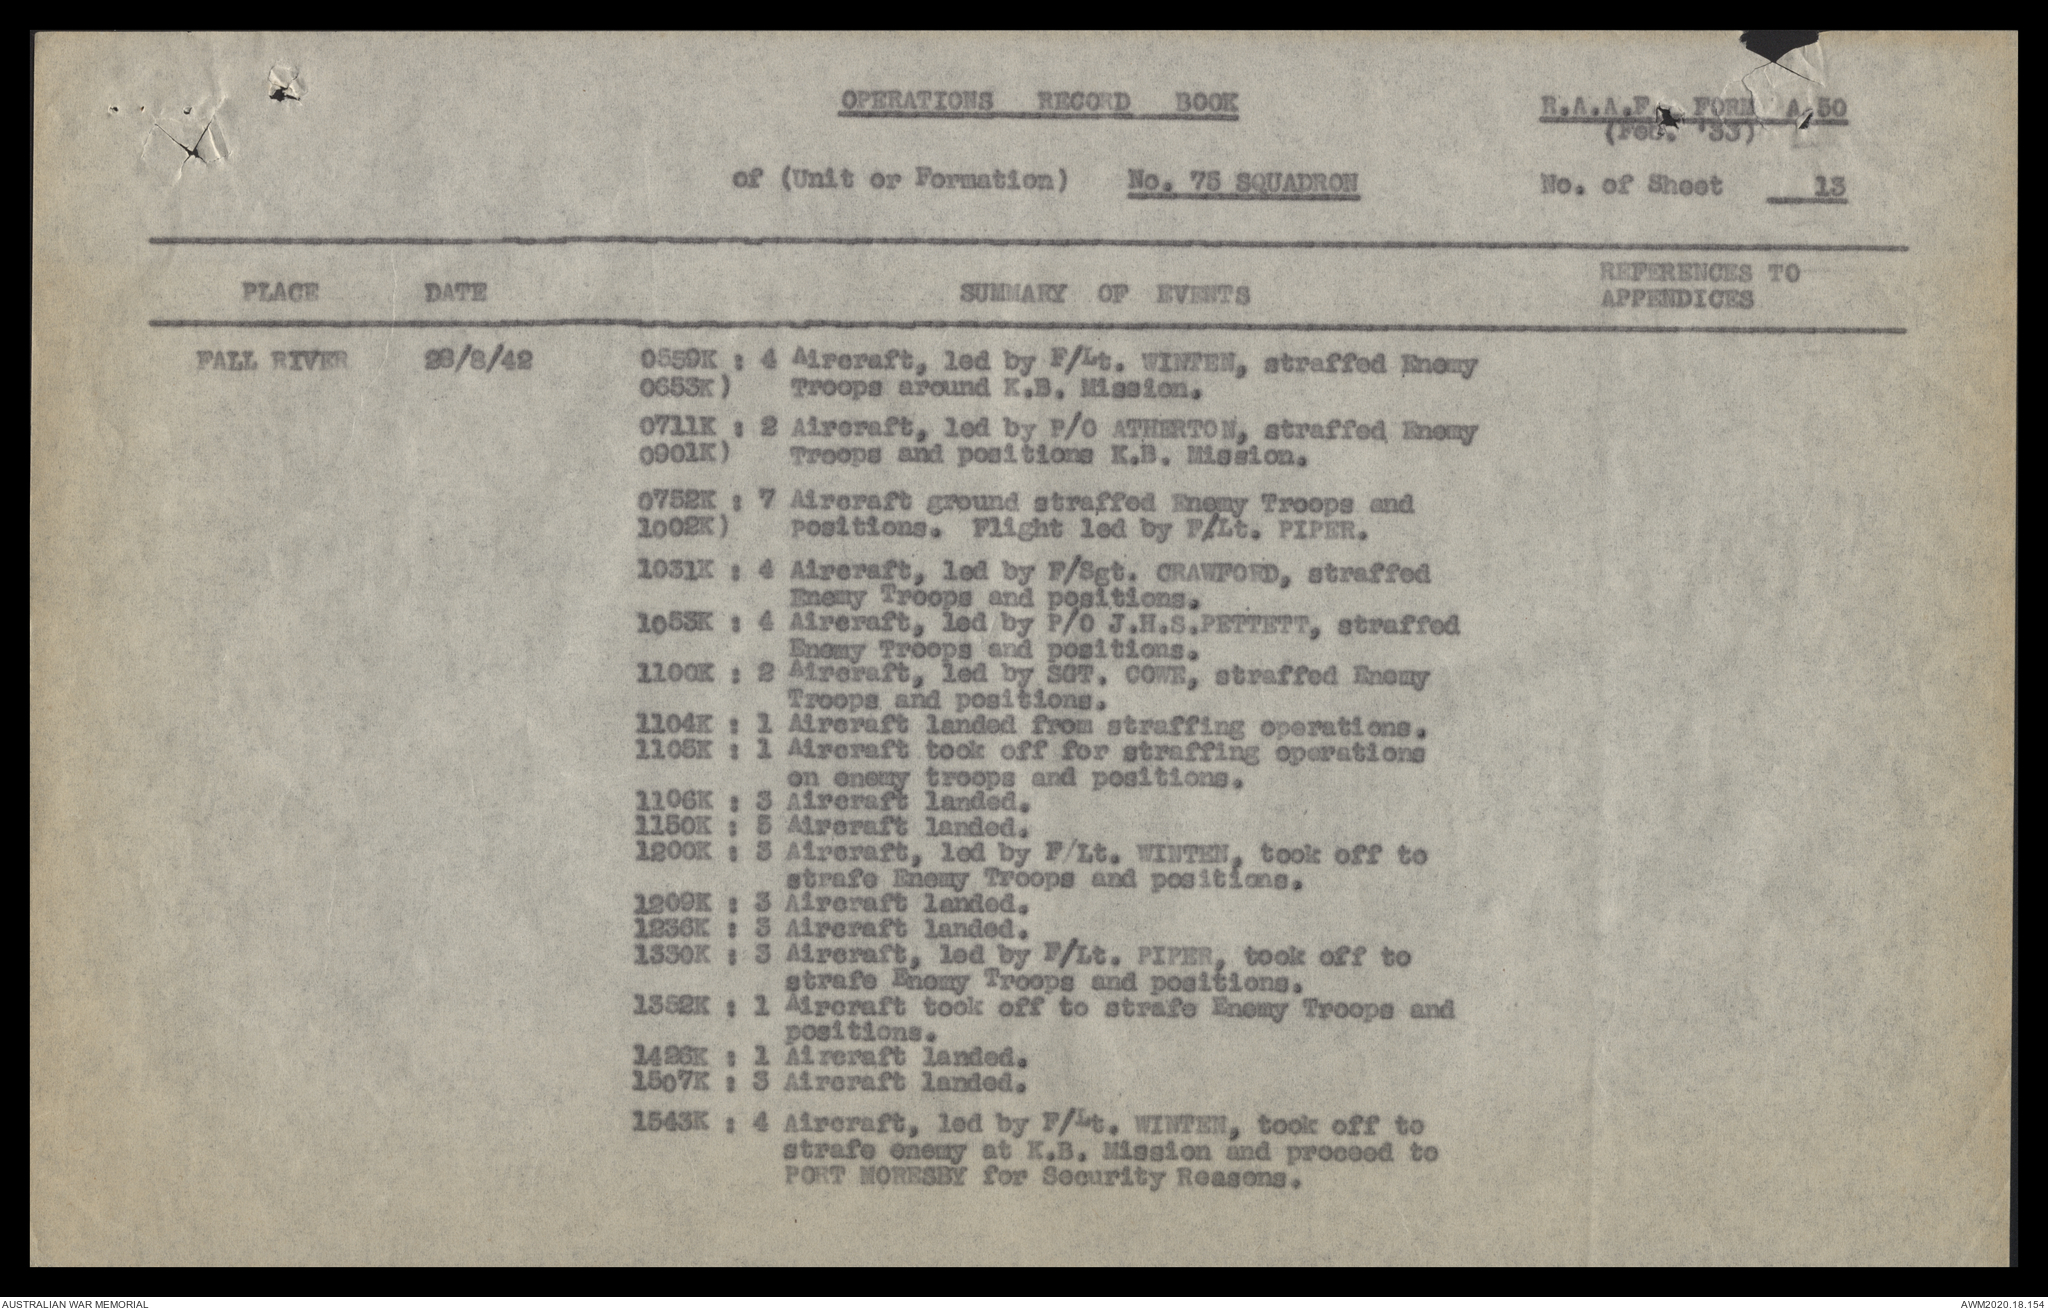 OPERATIONS RECORD BOOK
R.A.A.F. FORM A.50
(Feb. '33)
of (Unit or Formation) No. 75 SQUADRON
No. of Sheet 13
PLACE DATE SUMMARY OF EVENTS REFERENCES TO
APPENDICES
FALL RIVER 28/8/42 0559K : 4 Aircraft, led by F/Lt. WINTEN, straffed Enemy
0653K) Troops around K.B. Mission.
0711K : 2 Aircraft, led by P/O ATHERTON, straffed Enemy
0901K) Troops and positions K.B. Mission.
0752K : 7 Aircraft ground straffed Enemy Troops and
1002K) positions. Flight led by F/Lt. PIPER.
1031K : 4 Aircraft, led by F/Sgt. CRAWFORD, straffed
Enemy Troops and positions.
1053K : 4 Aircraft, led by P/O J.H.S.PETTETT, straffed
Enemy Troops and positions.
1100K : 2 Aircraft, led by SGT. COWE, straffed Enemy
Troops and positions.
1104K : 1 Aircraft landed from straffing operations.
1105K : 1 Aircraft took off for straffing operations
on enemy troops and positions.
1106K : 3 Aircraft landed.
1150K : 5 Aircraft landed.
1200K : 3 Aircraft, led by F/Lt. WINTEN, took off to
strafe Enemy Troops and positions.
1209K : 3 Aircraft landed.
1236K : 3 Aircraft landed.
1330K : 3 Aircraft, led by F/Lt. PIPER, took off to
strafe Enemy Troops and positions.
1352K : 1 Aircraft took off to strafe Enemy Troops and
positions.
1426K : 1 Aircraft landed.
1507K : 3 Aircraft landed.
1543K : 4 Aircraft, led by F/Lt. WINTEN, took off to
strafe enemy at K.B. Mission and proceed to
PORT MORESBY for Security Reasons.
AUSTRALIAN WAR MEMORIAL
AWM2020.18.154